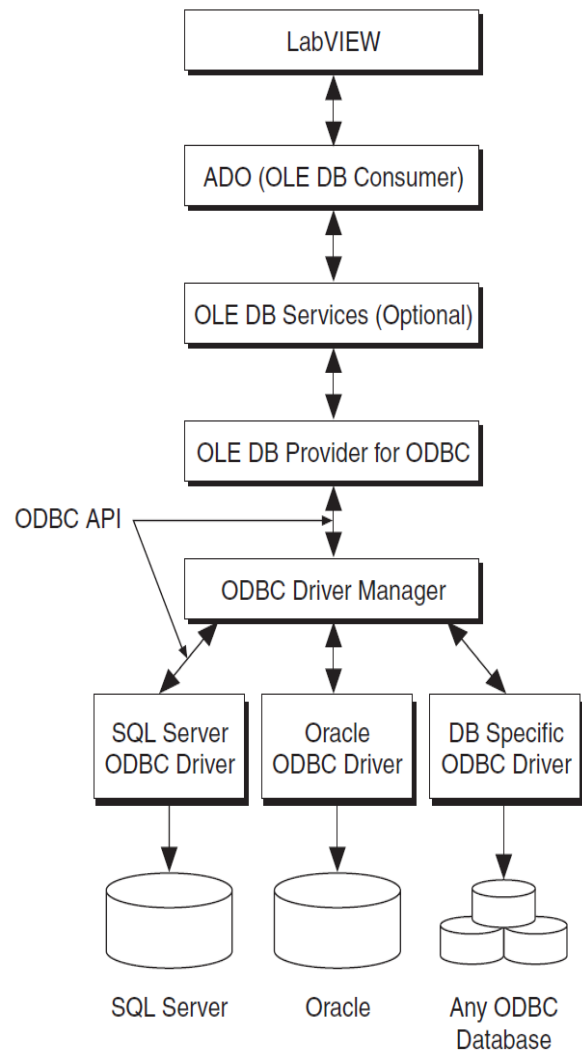 LabVIEW
ADO (OLE DB Consumer)
OLE DB Services (Optional)
OLE DB Provider for ODBC
ODBC API
ODBC Driver Manager
SQL Server
ODBC Driver
Oracle
ODBC Driver
DB Specific
ODBC Driver
SQL Server
Oracle
Any ODBC
Database